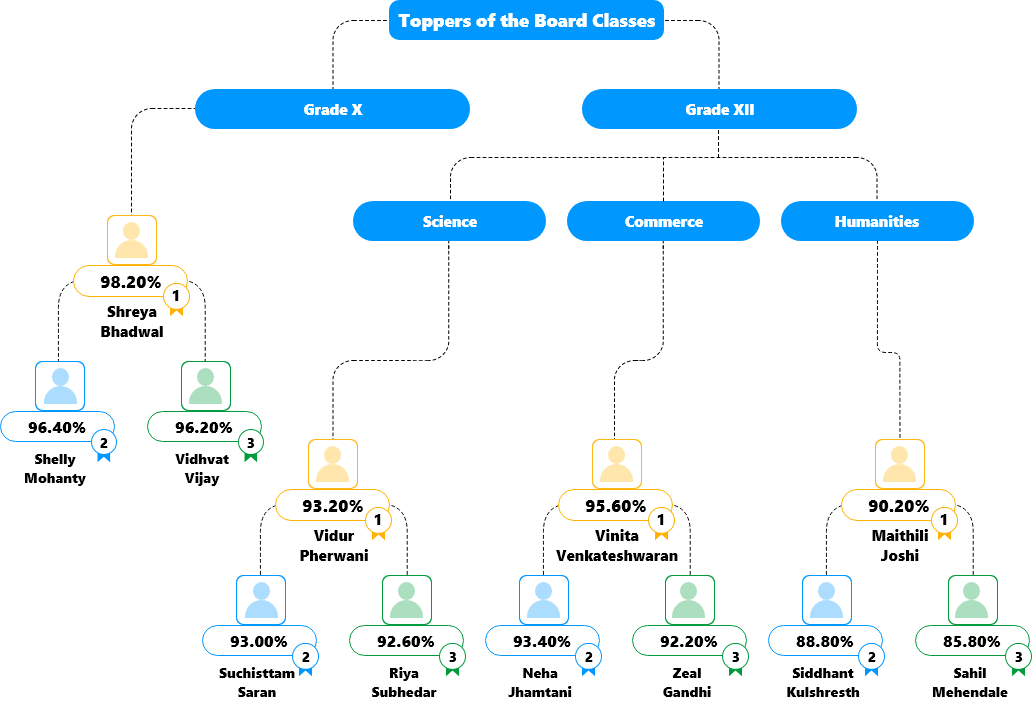 Toppers of the Board Classes
Grade X
Grade XII
Science
Commerce
Humanities
98.20%
1
Shreya
Bhadwal
96.40%
2
Shelly
Mohanty
96.20%
3
Vidhvat
Vijay
93.20%
1
Vidur
Pherwani
93.00%
2
Suchisttam
Saran
92.60%
3
Riya
Subhedar
95.60%
1
Vinita
Venkateshwaran
93.40%
2
Neha
Jhamtani
92.20%
3
Zeal
Gandhi
90.20%
1
Maithili
Joshi
88.80%
2
Siddhant
Kulshresth
85.80%
3
Sahil
Mehendale